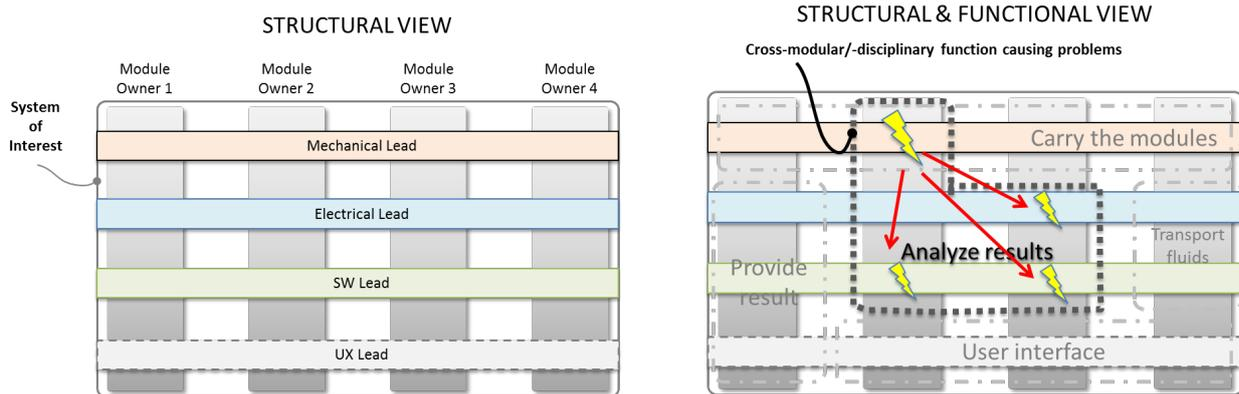 STRUCTURAL VIEW
Module
Owner 1
Module
Owner 2
Module
Owner 3
Module
Owner 4
System
of
Interest
Mechanical Lead
Electrical Lead
SW Lead
UX Lead
STRUCTURAL & FUNCTIONAL VIEW
Cross-modular/-disciplinary function causing problems
Carry the modules
Analyze results
Transport
fluids
Provide
result
User interface